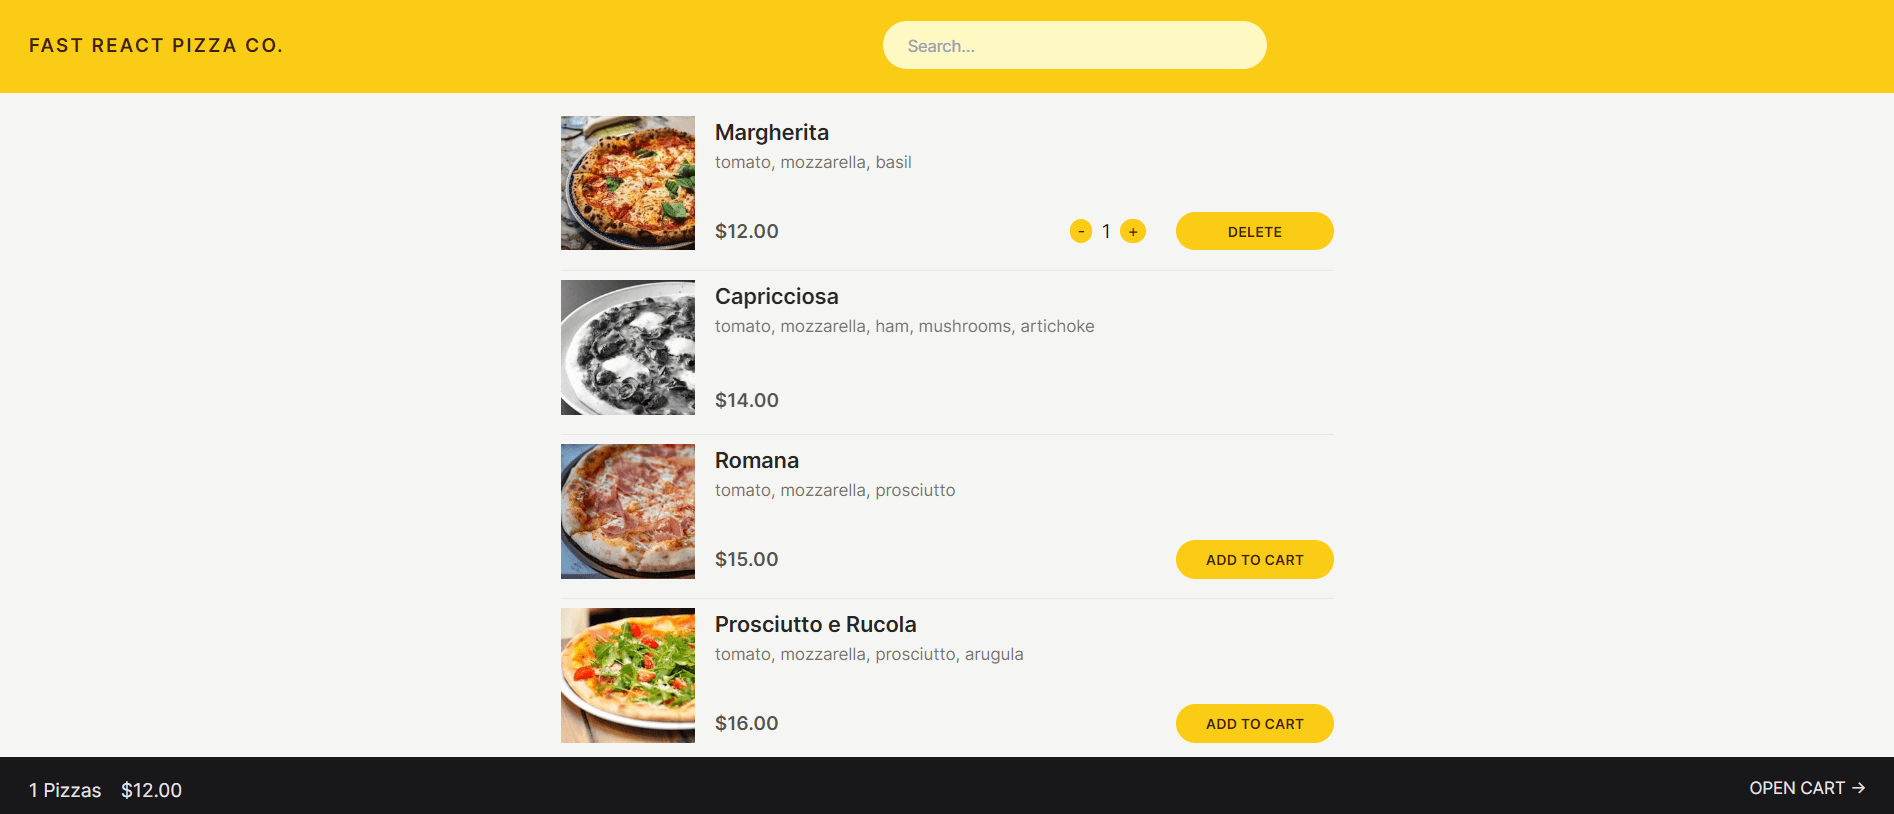 FAST REACT PIZZA CO.
Search...
Margherita
tomato, mozzarella, basil
$12.00
- 1 +
DELETE
Capricciosa
tomato, mozzarella, ham, mushrooms, artichoke
$14.00
Romana
tomato, mozzarella, prosciutto
$15.00
ADD TO CART
Prosciutto e Rucola
tomato, mozzarella, prosciutto, arugula
$16.00
ADD TO CART
1 Pizzas $12.00
OPEN CART →